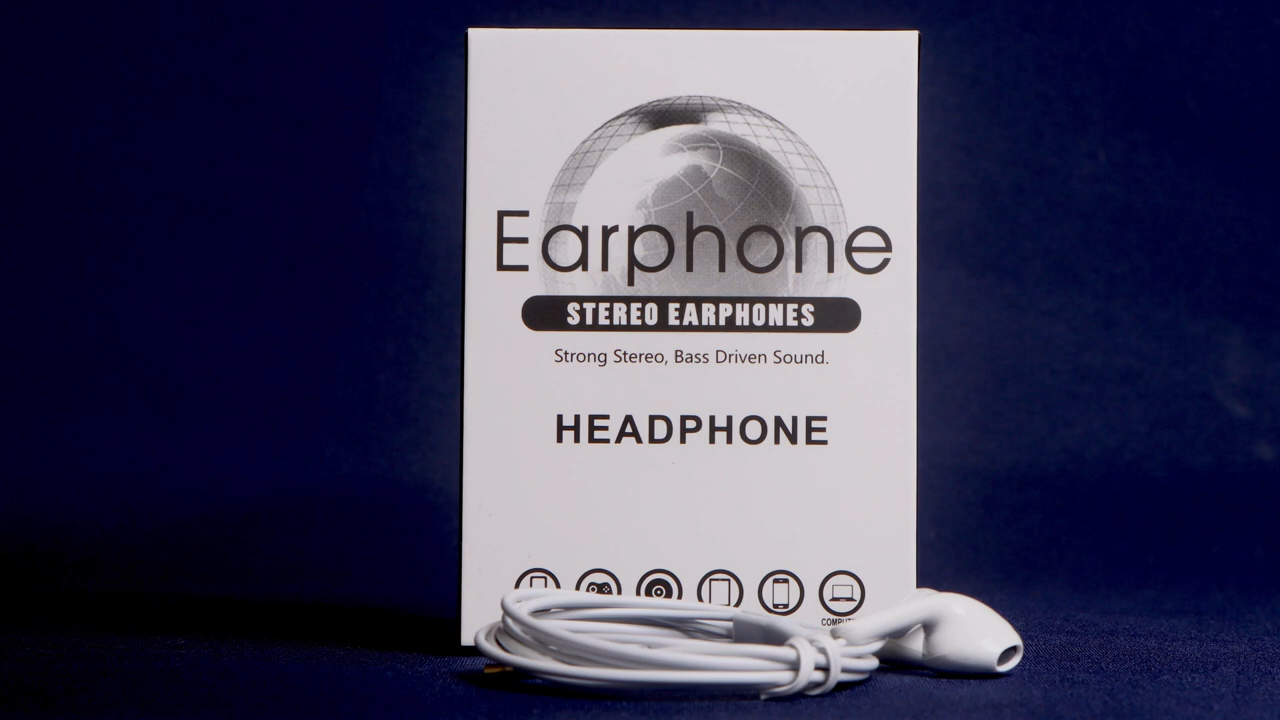 Earphone
STEREO EARPHONES
Strong Stereo, Bass Driven Sound.
HEADPHONE